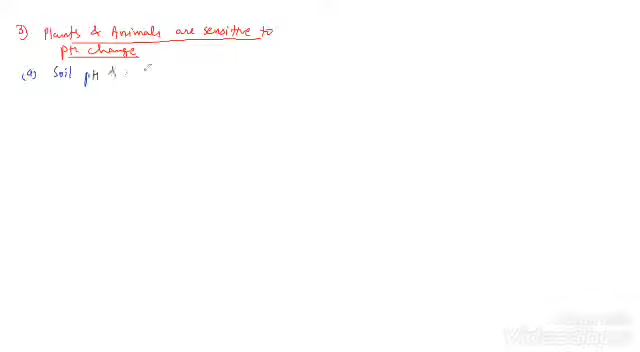 3) Plants & Animals are sensitive to
pH change
(a) Soil pH &